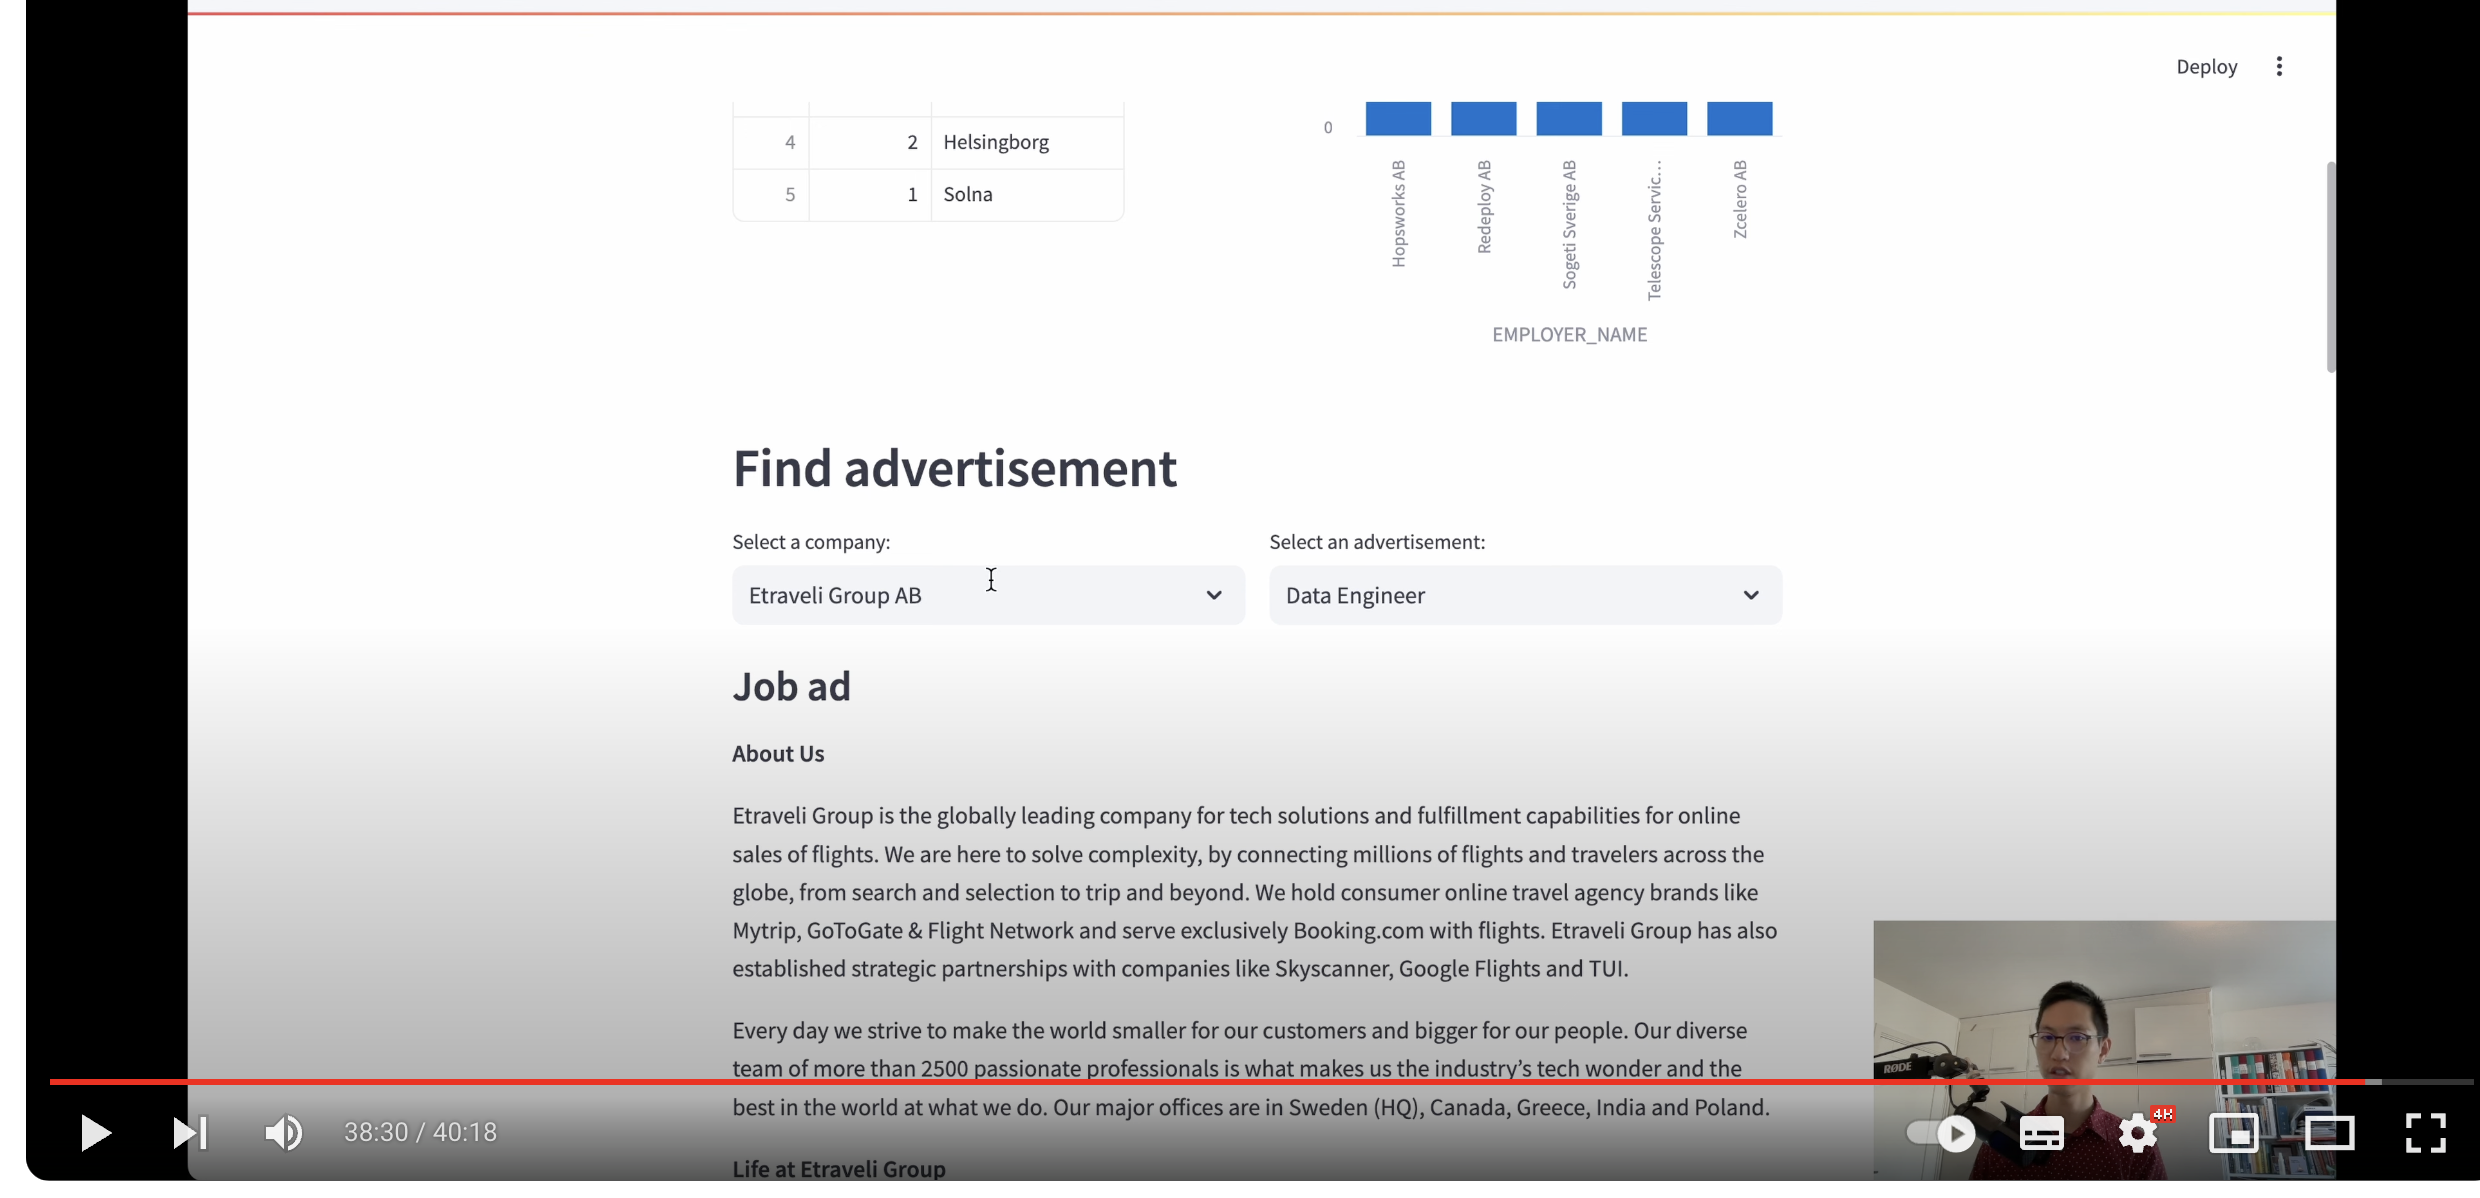 Deploy
4 2 Helsingborg
5 1 Solna
0
Hopsworks AB
Redeploy AB
Sogeti Sverige AB
Telescope Servic...
Zcelero AB
EMPLOYER_NAME
Find advertisement
Select a company:
Select an advertisement:
Etraveli Group AB
Data Engineer
Job ad
About Us
Etraveli Group is the globally leading company for tech solutions and fulfillment capabilities for online
sales of flights. We are here to solve complexity, by connecting millions of flights and travelers across the
globe, from search and selection to trip and beyond. We hold consumer online travel agency brands like
Mytrip, GoToGate & Flight Network and serve exclusively Booking.com with flights. Etraveli Group has also
established strategic partnerships with companies like Skyscanner, Google Flights and TUI.
Every day we strive to make the world smaller for our customers and bigger for our people. Our diverse
team of more than 2500 passionate professionals is what makes us the industry’s tech wonder and the
best in the world at what we do. Our major offices are in Sweden (HQ), Canada, Greece, India and Poland.
Life at Etraveli Group
RØDE
38:30 / 40:18
4K